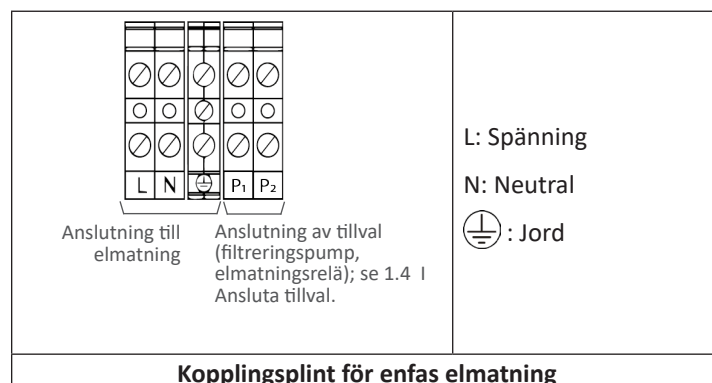 L N P₁ P₂
Anslutning till
elmatning
Anslutning av tillval
(filtreringspump,
elmatningsrelä); se 1.4 I
Ansluta tillval.
L: Spänning
N: Neutral
: Jord
Kopplingsplint för enfas elmatning